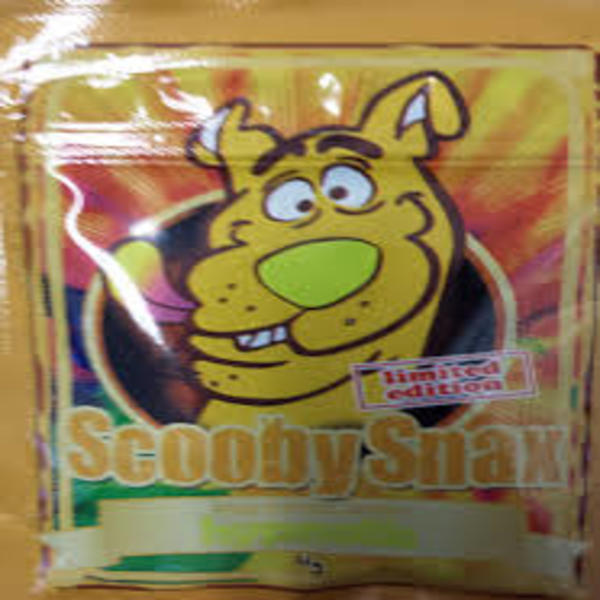 limited
edition
Scooby Snax